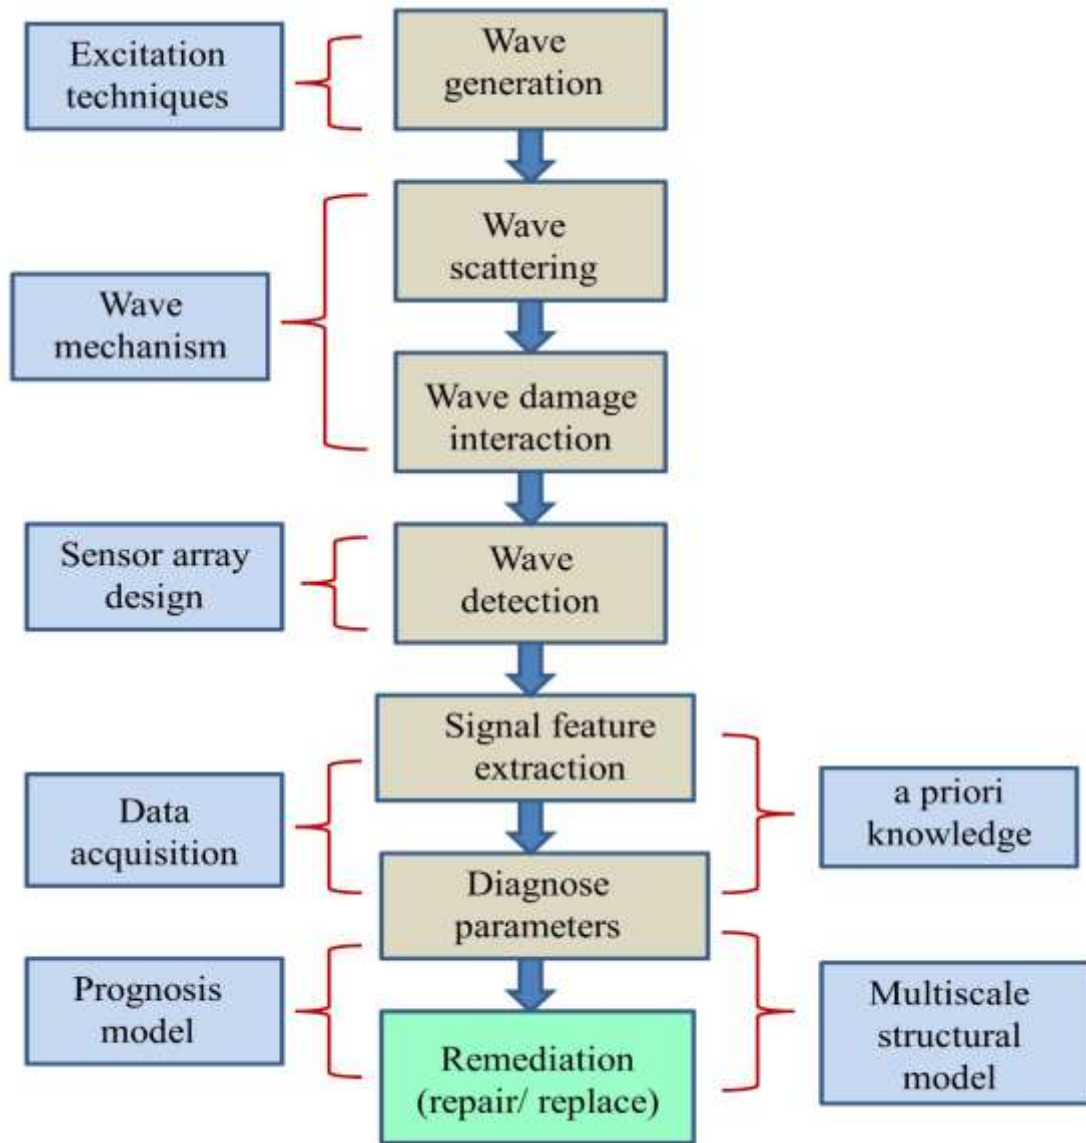 Excitation
techniques
Wave
generation
Wave
scattering
Wave
mechanism
Wave damage
interaction
Sensor array
design
Wave
detection
Signal feature
extraction
Data
acquisition
a priori
knowledge
Diagnose
parameters
Prognosis
model
Remediation
(repair/ replace)
Multiscale
structural
model